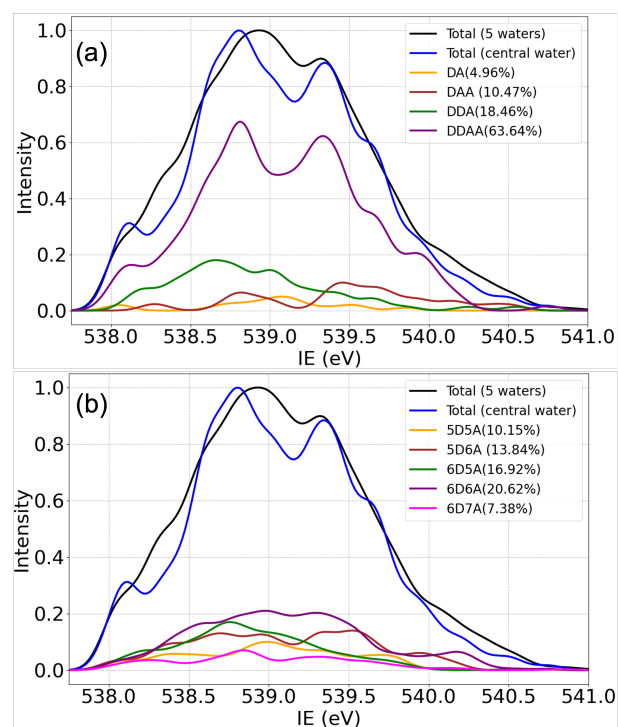 (a)
Total (5 waters)
Total (central water)
DA(4.96%)
DAA (10.47%)
DDA(18.46%)
DDAA(63.64%)
Intensity
1.0
0.8
0.6
0.4
0.2
0.0
538.0 538.5 539.0 539.5 540.0 540.5 541.0
IE (eV)
(b)
Total (5 waters)
Total (central water)
5D5A(10.15%)
5D6A (13.84%)
6D5A(16.92%)
6D6A(20.62%)
6D7A(7.38%)
Intensity
1.0
0.8
0.6
0.4
0.2
0.0
538.0 538.5 539.0 539.5 540.0 540.5 541.0
IE (eV)